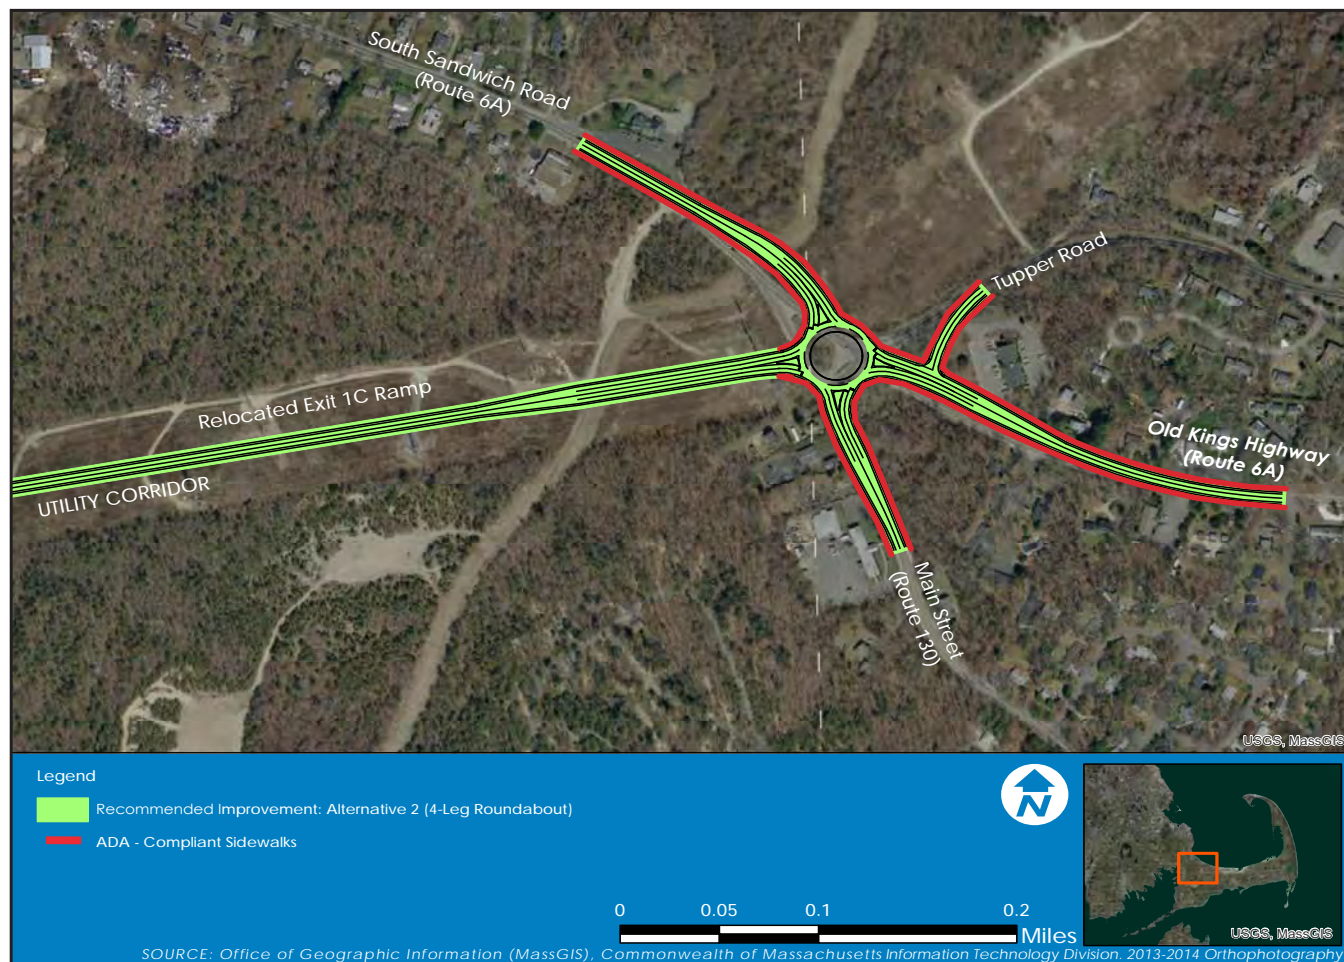 South Sandwich Road
(Route 6A)
Tupper Road
Relocated Exit 1C Ramp
Old Kings Highway
(Route 6A)
UTILITY CORRIDOR
Main Street
(Route 130)
USGS, MassGIS
Legend
Recommended Improvement: Alternative 2 (4-Leg Roundabout)
ADA - Compliant Sidewalks
N
0 0.05 0.1 0.2
Miles
USGS, MassGIS
SOURCE: Office of Geographic Information (MassGIS), Commonwealth of Massachusetts Information Technology Division. 2013-2014 Orthophotography